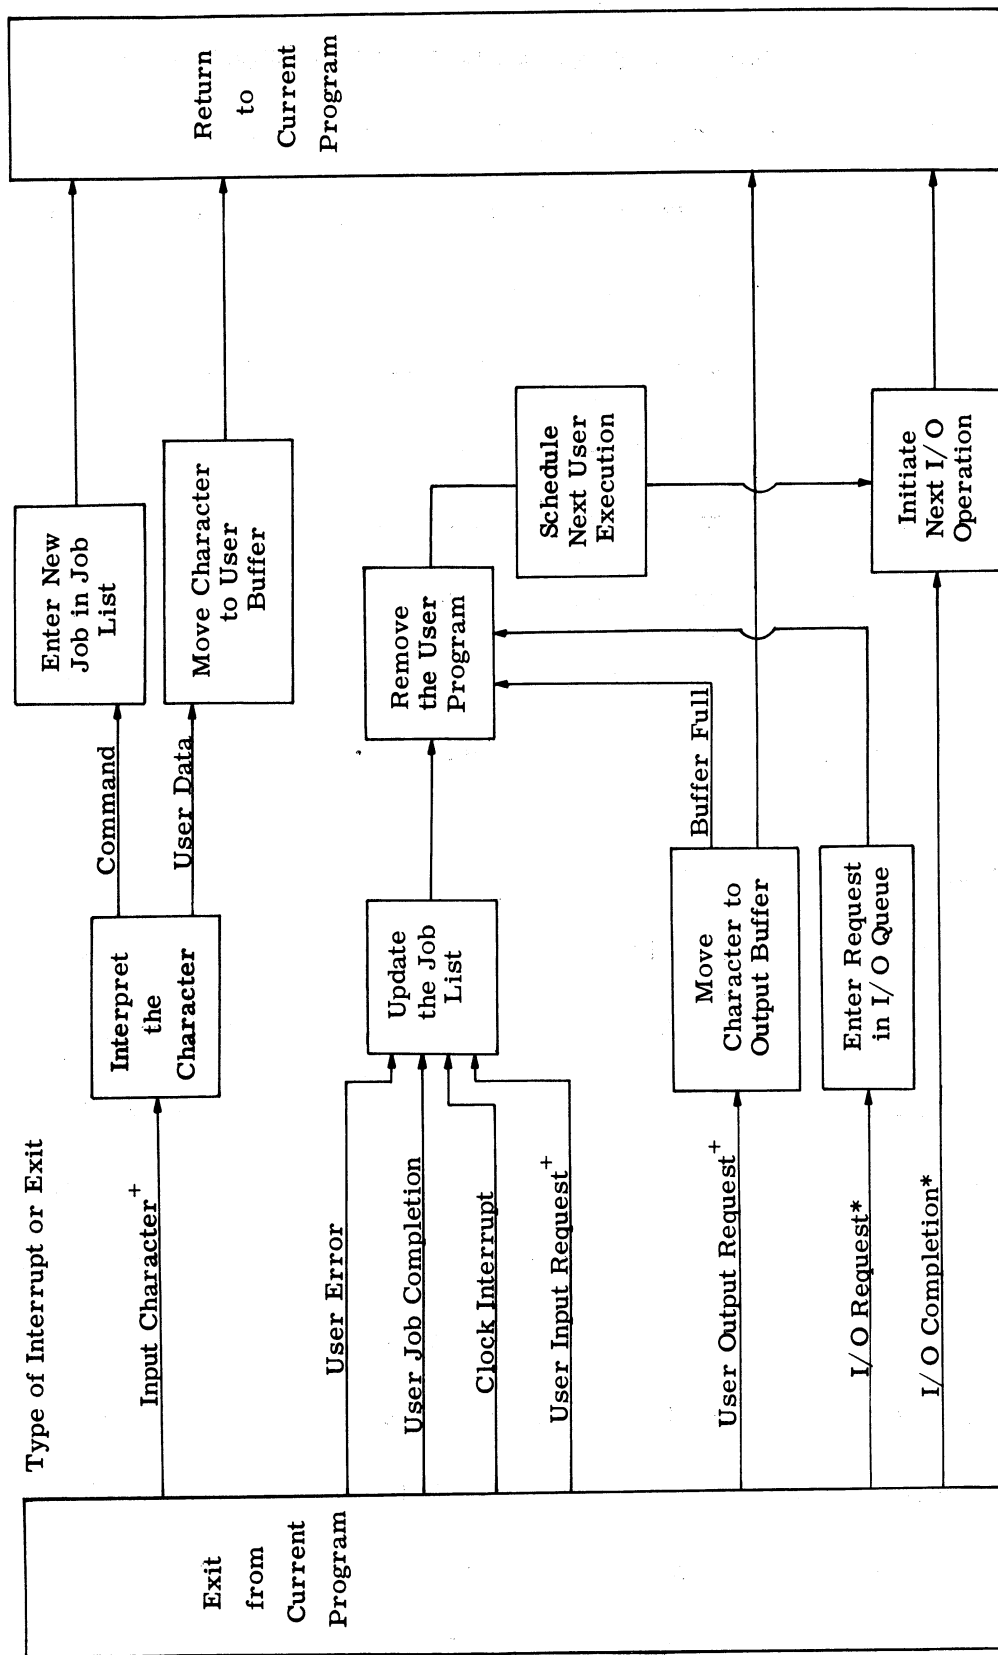 Type of Interrupt or Exit
Exit
from
Current
Program
Input Character+
Interpret
the
Character
Command
User Data
Enter New
Job in Job
List
Move Character
to User
Buffer
Return
to
Current
Program
User Error
User Job Completion
Clock Interrupt
User Input Request+
Update
the Job
List
Remove
the User
Program
Schedule
Next User
Execution
User Output Request+
Move
Character to
Output Buffer
Buffer Full
I/O Request*
Enter Request
in I/O Queue
I/O Completion*
Initiate
Next I/O
Operation